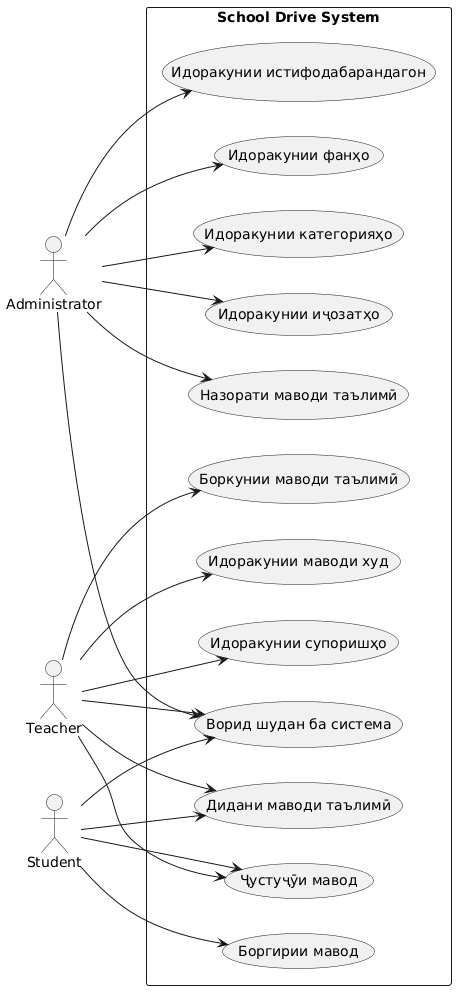 School Drive System
Идоракунии истифодабарандагон
Идоракунии фанҳо
Идоракунии категорияҳо
Administrator
Идоракунии иҷозатҳо
Назорати маводи таълимӣ
Боркунии маводи таълимӣ
Идоракунии маводи худ
Идоракунии супоришҳо
Teacher
Ворид шудан ба система
Дидани маводи таълимӣ
Student
Ҷустуҷӯи мавод
Боргирии мавод